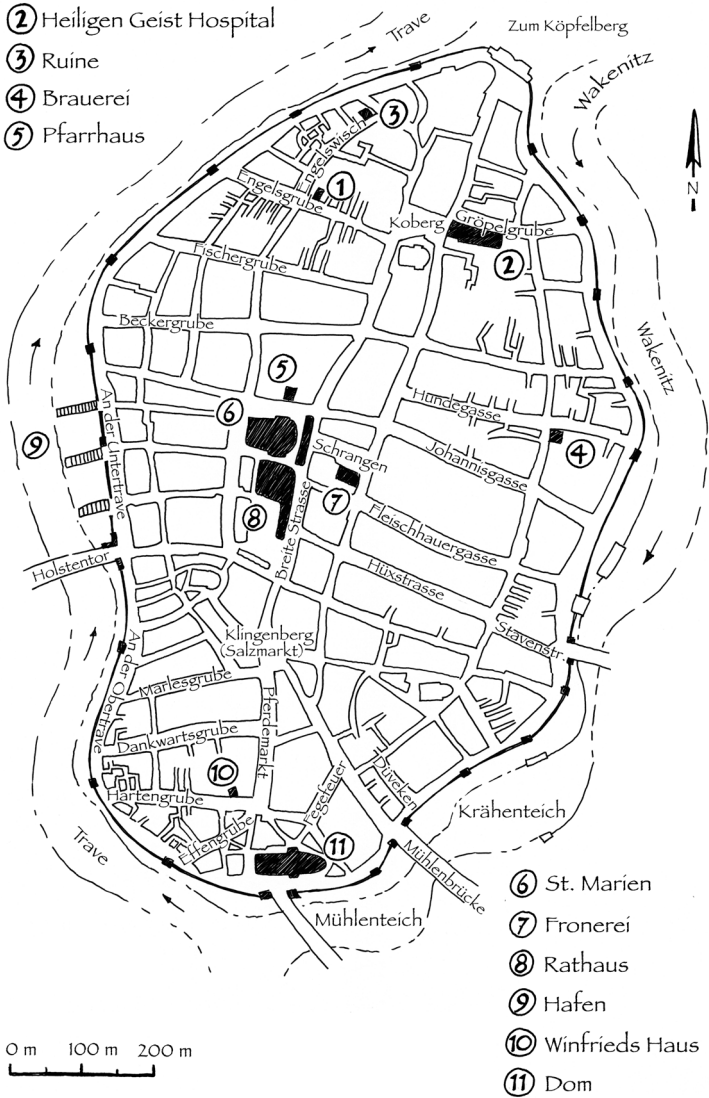 ② Heiligen Geist Hospital
③ Ruine
④ Brauerei
⑤ Pfarrhaus
Trave
Zum Köpfelberg
Wakenitz
N
③
Engelswisch
①
Engelsgrube
Koberg
Gröpelgrube
②
Fischergrube
Beckergrube
Wakenitz
⑤
⑥
Hundegasse
An der Untertrave
⑨
Schrangen
Johannisgasse
④
⑦
⑧
Breite Strasse
Fleischhauergasse
Holstentor
Hüxstrasse
Klingenberg
(Salzmarkt)
Stavenstr.
An der Obertrave
Marlesgrube
Pferdemarkt
Dankwartsgrube
⑩
Hartengrube
Fegefeuer
Düveken
Krähenteich
Effengrube
⑪
Trave
Mühlenbrücke
Mühlenteich
⑥ St. Marien
⑦ Fronerei
⑧ Rathaus
⑨ Hafen
⑩ Winfrieds Haus
⑪ Dom
0 m 100 m 200 m